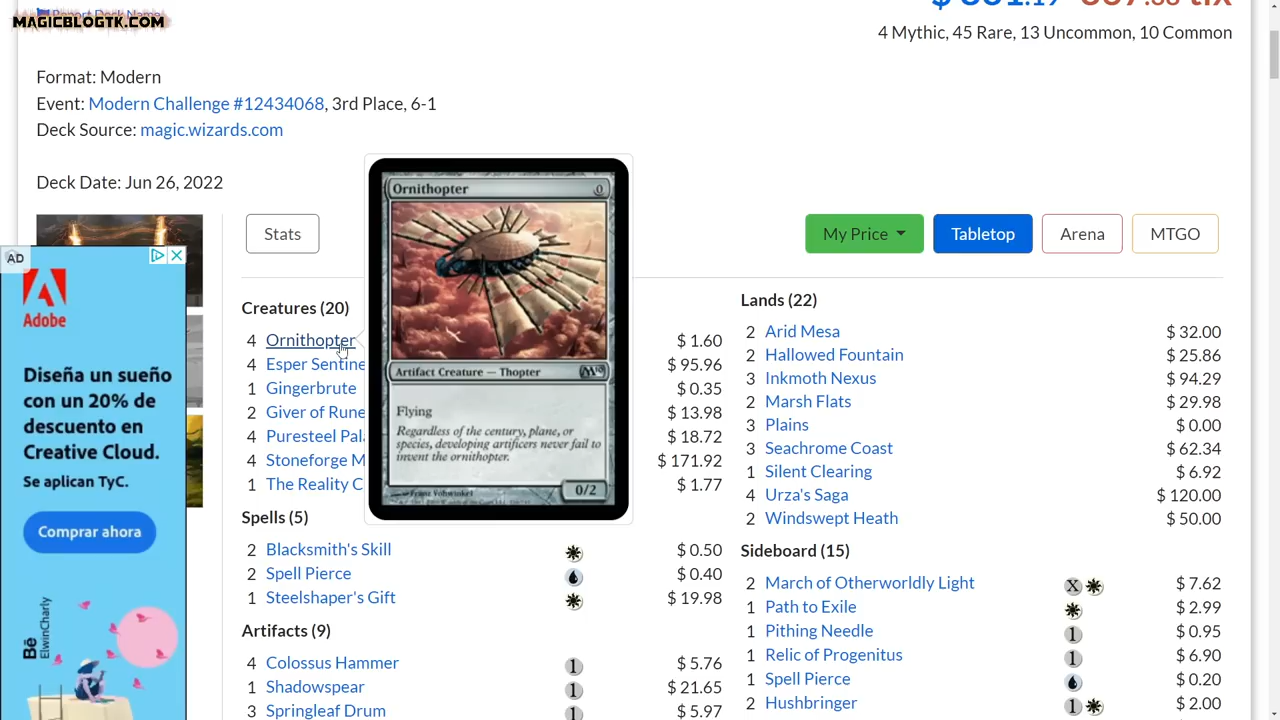 MAGICBLOGTK.COM
4 Mythic, 45 Rare, 13 Uncommon, 10 Common
Format: Modern
Event: Modern Challenge #12434068, 3rd Place, 6-1
Deck Source: magic.wizards.com
Deck Date: Jun 26, 2022
Stats
My Price
Tabletop
Arena
MTGO
Creatures (20)
4 Ornithopter $ 1.60
4 Esper Sentine $ 95.96
1 Gingerbrute $ 0.35
2 Giver of Rune $ 13.98
4 Puresteel Pal $ 18.72
4 Stoneforge M $ 171.92
1 The Reality C $ 1.77
Spells (5)
2 Blacksmith's Skill $ 0.50
2 Spell Pierce $ 0.40
1 Steelshaper's Gift $ 19.98
Artifacts (9)
4 Colossus Hammer 1 $ 5.76
1 Shadowspear 1 $ 21.65
3 Springleaf Drum 1 $ 5.97
Ornithopter 0
Artifact Creature — Thopter M10
Flying
Regardless of the century, plane, or
species, developing artificers never fail to
invent the ornithopter.
0/2
Lands (22)
2 Arid Mesa $ 32.00
2 Hallowed Fountain $ 25.86
3 Inkmoth Nexus $ 94.29
2 Marsh Flats $ 29.98
3 Plains $ 0.00
3 Seachrome Coast $ 62.34
1 Silent Clearing $ 6.92
4 Urza's Saga $ 120.00
2 Windswept Heath $ 50.00
Sideboard (15)
2 March of Otherworldly Light X $ 7.62
1 Path to Exile $ 2.99
1 Pithing Needle 1 $ 0.95
1 Relic of Progenitus 1 $ 6.90
1 Spell Pierce $ 0.20
2 Hushbringer 1 $ 2.00
AD
Adobe
Diseña un sueño
con un 20% de
descuento en
Creative Cloud.
Se aplican TyC.
Comprar ahora
Bē
ElwinCharly